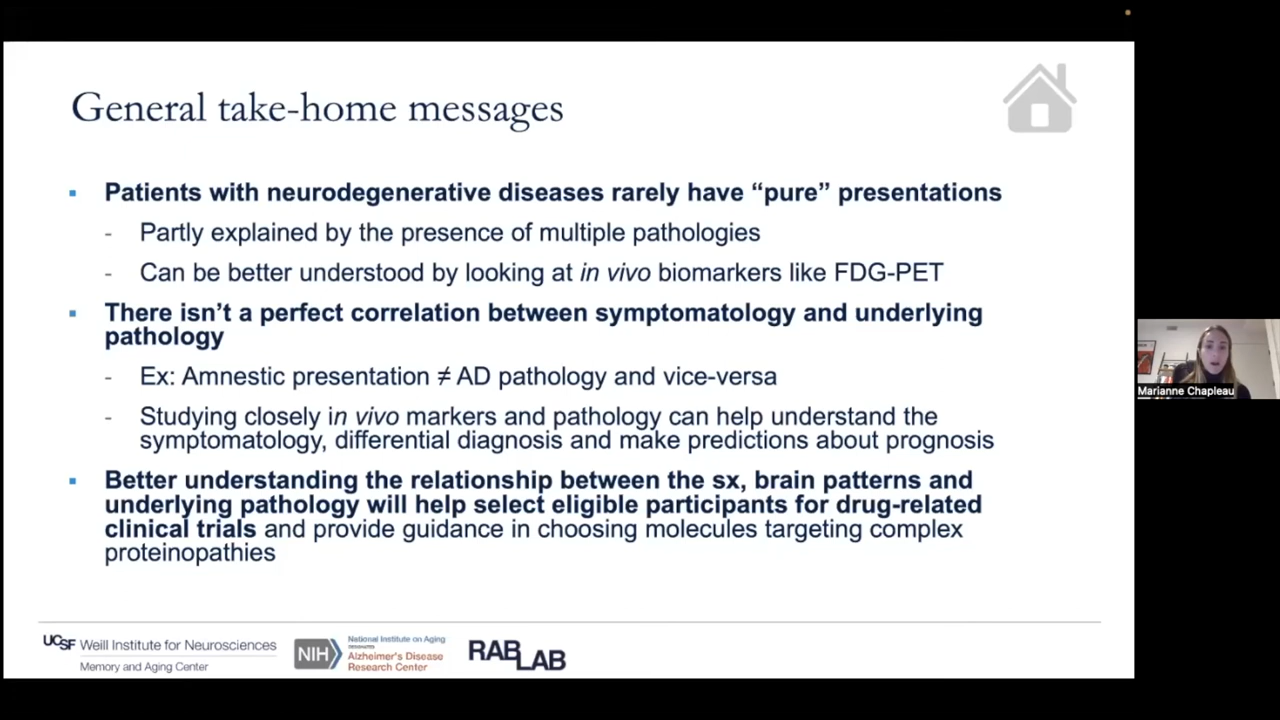 General take-home messages
Patients with neurodegenerative diseases rarely have “pure” presentations
- Partly explained by the presence of multiple pathologies
- Can be better understood by looking at in vivo biomarkers like FDG-PET
There isn’t a perfect correlation between symptomatology and underlying
pathology
- Ex: Amnestic presentation ≠ AD pathology and vice-versa
- Studying closely in vivo markers and pathology can help understand the
symptomatology, differential diagnosis and make predictions about prognosis
Better understanding the relationship between the sx, brain patterns and
underlying pathology will help select eligible participants for drug-related
clinical trials and provide guidance in choosing molecules targeting complex
proteinopathies
Marianne Chapleau
UCSF Weill Institute for Neurosciences
Memory and Aging Center
NIH
National Institute on Aging
Alzheimer's Disease
Research Center
RAB LAB